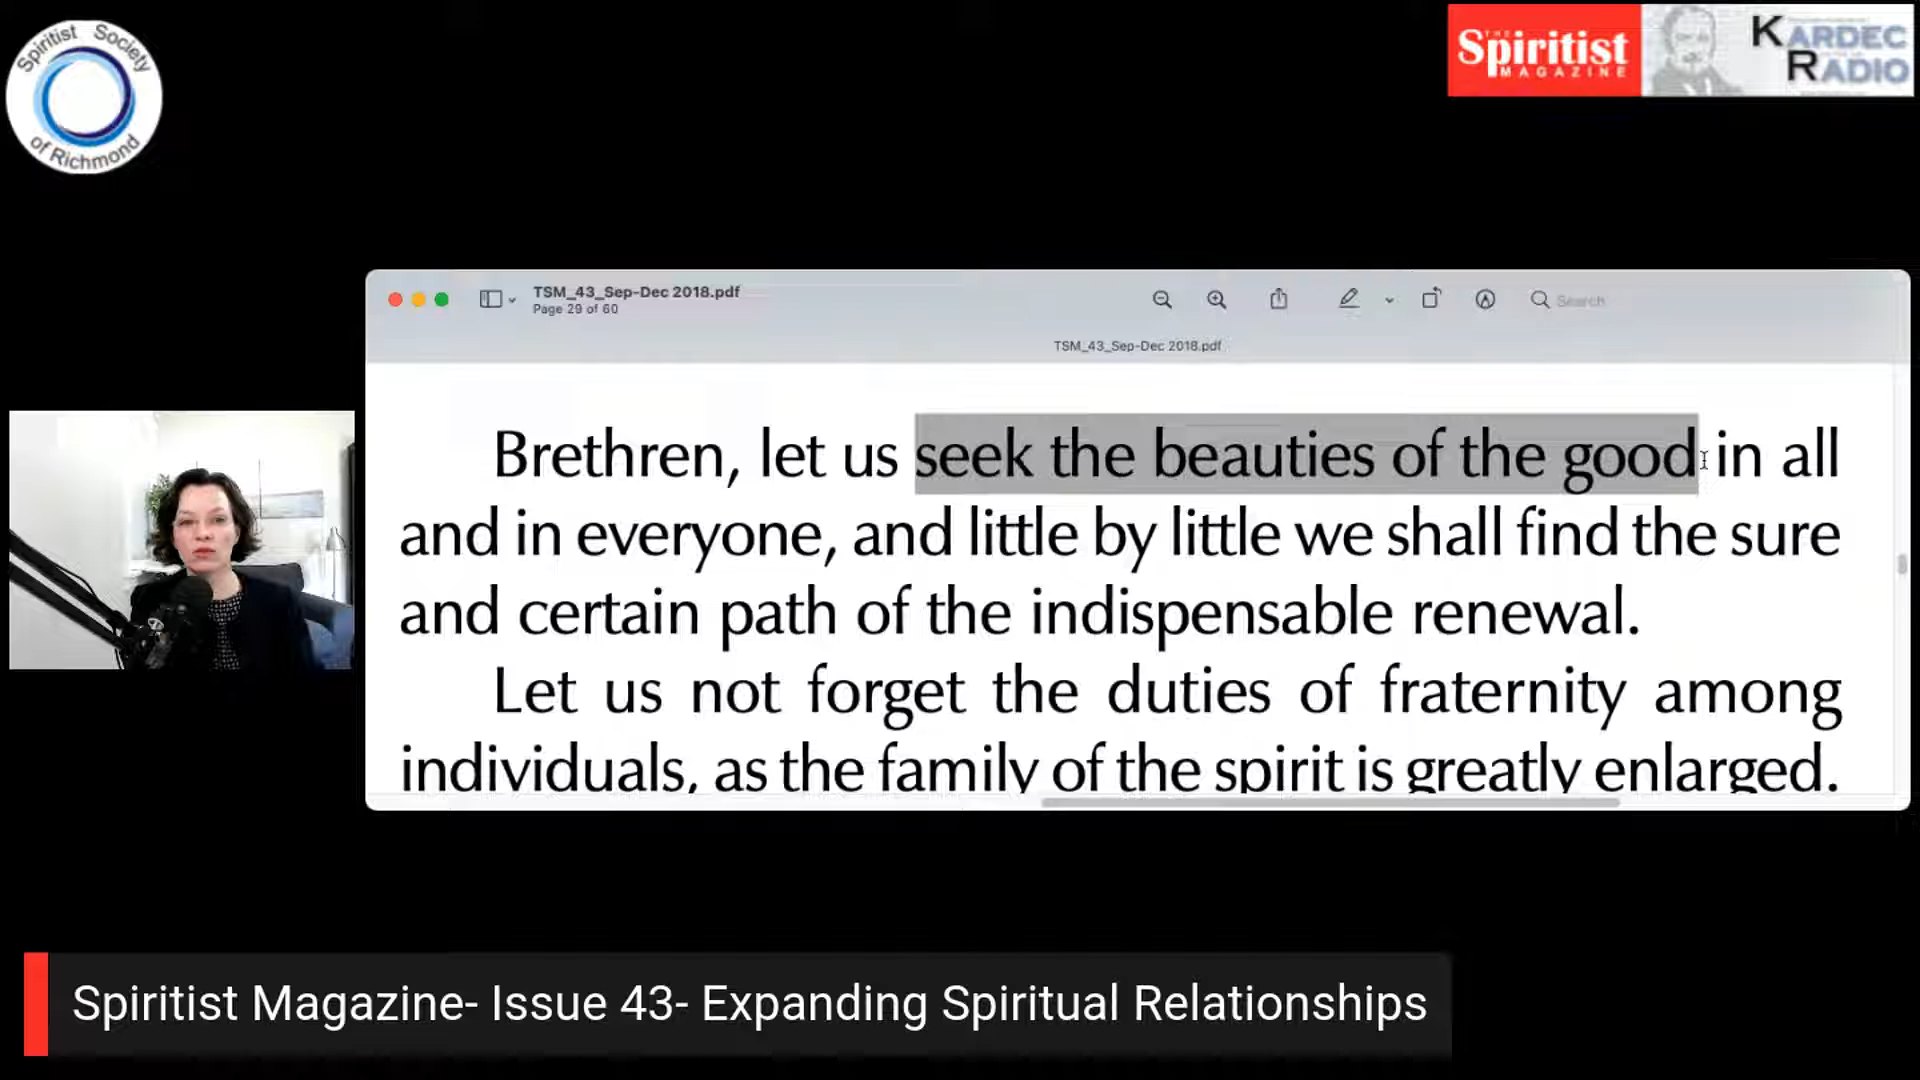 Spiritist Society
of Richmond
THE
Spiritist
MAGAZINE
KARDEC
RADIO
TSM_43_Sep-Dec 2018.pdf
Page 29 of 60
Search
TSM_43_Sep-Dec 2018.pdf
Brethren, let us seek the beauties of the good in all
and in everyone, and little by little we shall find the sure
and certain path of the indispensable renewal.
Let us not forget the duties of fraternity among
individuals, as the family of the spirit is greatly enlarged.
Spiritist Magazine- Issue 43- Expanding Spiritual Relationships